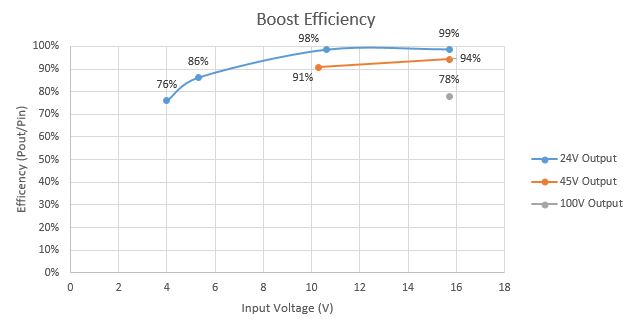 Boost Efficiency
Efficency (Pout/Pin)
100%
90%
80%
70%
60%
50%
40%
30%
20%
10%
0%
76%
86%
98%
99%
91%
94%
78%
0 2 4 6 8 10 12 14 16 18
Input Voltage (V)
24V Output
45V Output
100V Output